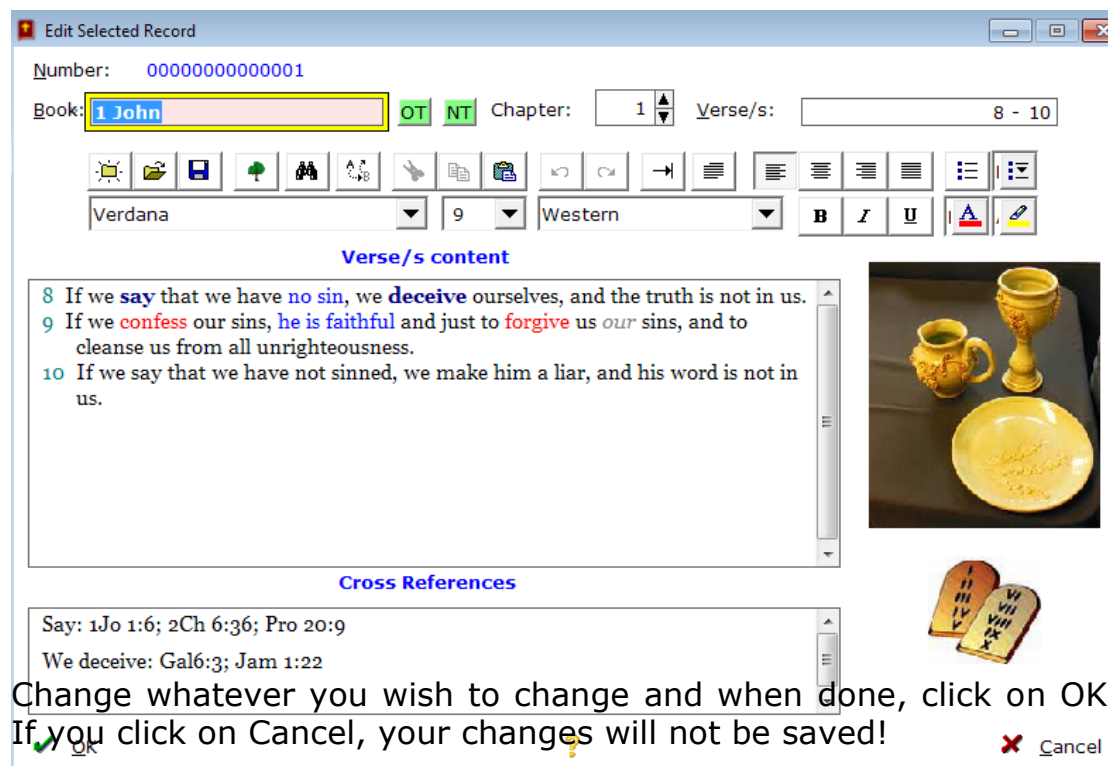 Edit Selected Record
Number: 00000000000001
Book: 1 John OT NT Chapter: 1 Verse/s: 8 - 10
Verdana 9 Western B I U A
Verse/s content
8 If we say that we have no sin, we deceive ourselves, and the truth is not in us.
9 If we confess our sins, he is faithful and just to forgive us our sins, and to
cleanse us from all unrighteousness.
10 If we say that we have not sinned, we make him a liar, and his word is not in
us.
Cross References
Say: 1Jo 1:6; 2Ch 6:36; Pro 20:9
We deceive: Gal6:3; Jam 1:22
Change whatever you wish to change and when done, click on OK
If you click on Cancel, your changes will not be saved!
OK Cancel